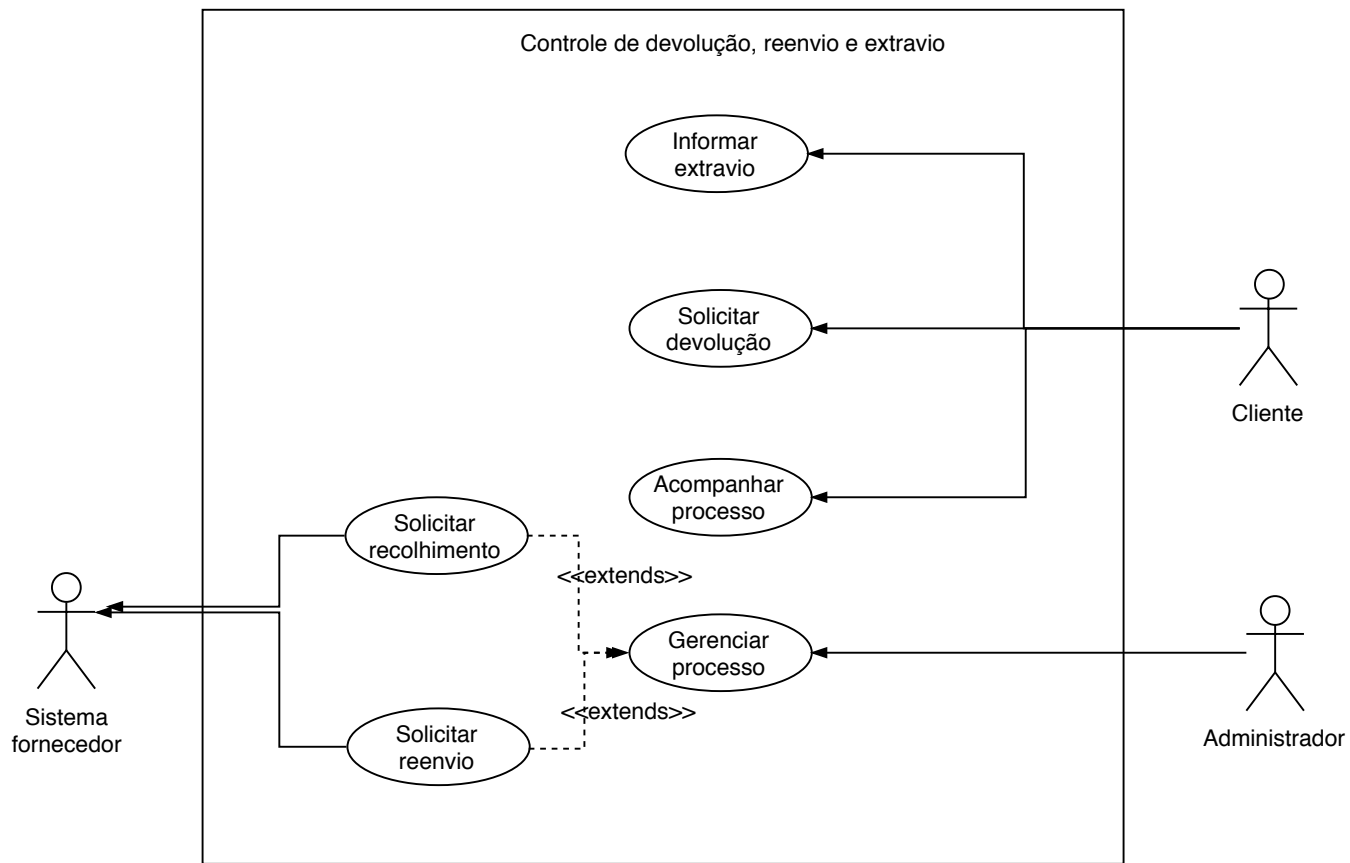 Controle de devolução, reenvio e extravio
Informar
extravio
Solicitar
devolução
Cliente
Acompanhar
processo
Solicitar
recolhimento
<<extends>>
Gerenciar
processo
<<extends>>
Sistema
fornecedor
Solicitar
reenvio
Administrador